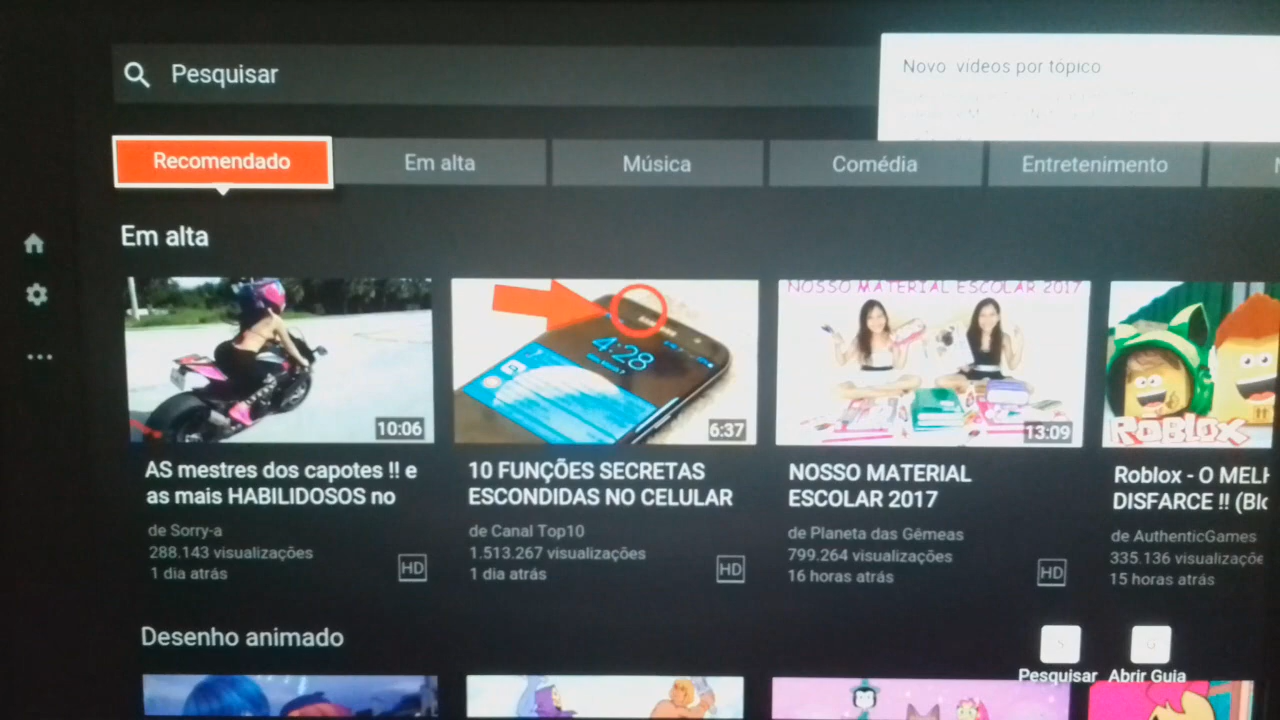 Pesquisar
Novo vídeos por tópico
Recomendado
Em alta
Música
Comédia
Entretenimento
Em alta
NOSSO MATERIAL ESCOLAR 2017
4:28
ROBLOX
10:06
6:37
13:09
AS mestres dos capotes !! e
as mais HABILIDOSOS no
de Sorry-a
288.143 visualizações
1 dia atrás
HD
10 FUNÇÕES SECRETAS
ESCONDIDAS NO CELULAR
de Canal Top10
1.513.267 visualizações
1 dia atrás
HD
NOSSO MATERIAL
ESCOLAR 2017
de Planeta das Gêmeas
799.264 visualizações
16 horas atrás
HD
Roblox - O MELH
DISFARCE !! (Blo
de AuthenticGames
335.136 visualizaçõe
15 horas atrás
Desenho animado
S
G
Pesquisar
Abrir Guia